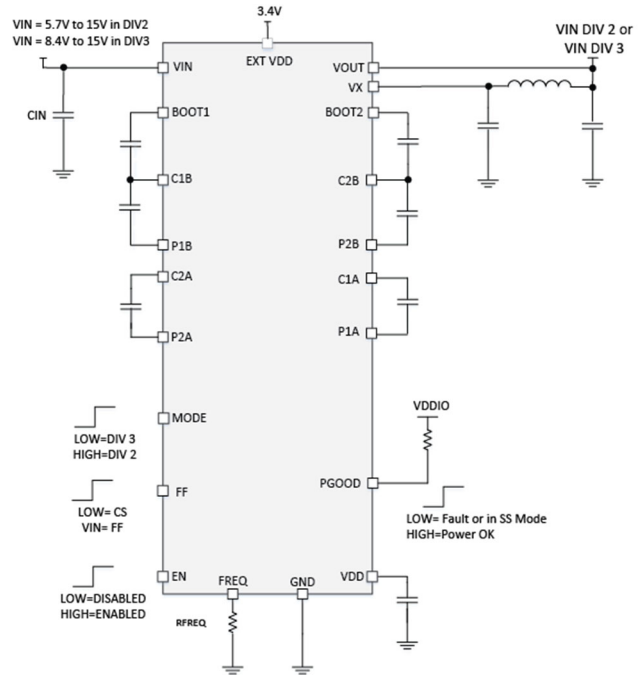 3.4V
VIN = 5.7V to 15V in DIV2
VIN = 8.4V to 15V in DIV3
VIN DIV 2 or
VIN DIV 3
EXT VDD
VIN
VOUT
VX
CIN
BOOT1
BOOT2
C1B
C2B
P1B
P2B
C2A
C1A
P2A
P1A
MODE
LOW=DIV 3
HIGH=DIV 2
VDDIO
FF
LOW= CS
VIN= FF
PGOOD
LOW= Fault or in SS Mode
HIGH=Power OK
EN
LOW=DISABLED
HIGH=ENABLED
FREQ
GND
VDD
RFREQ